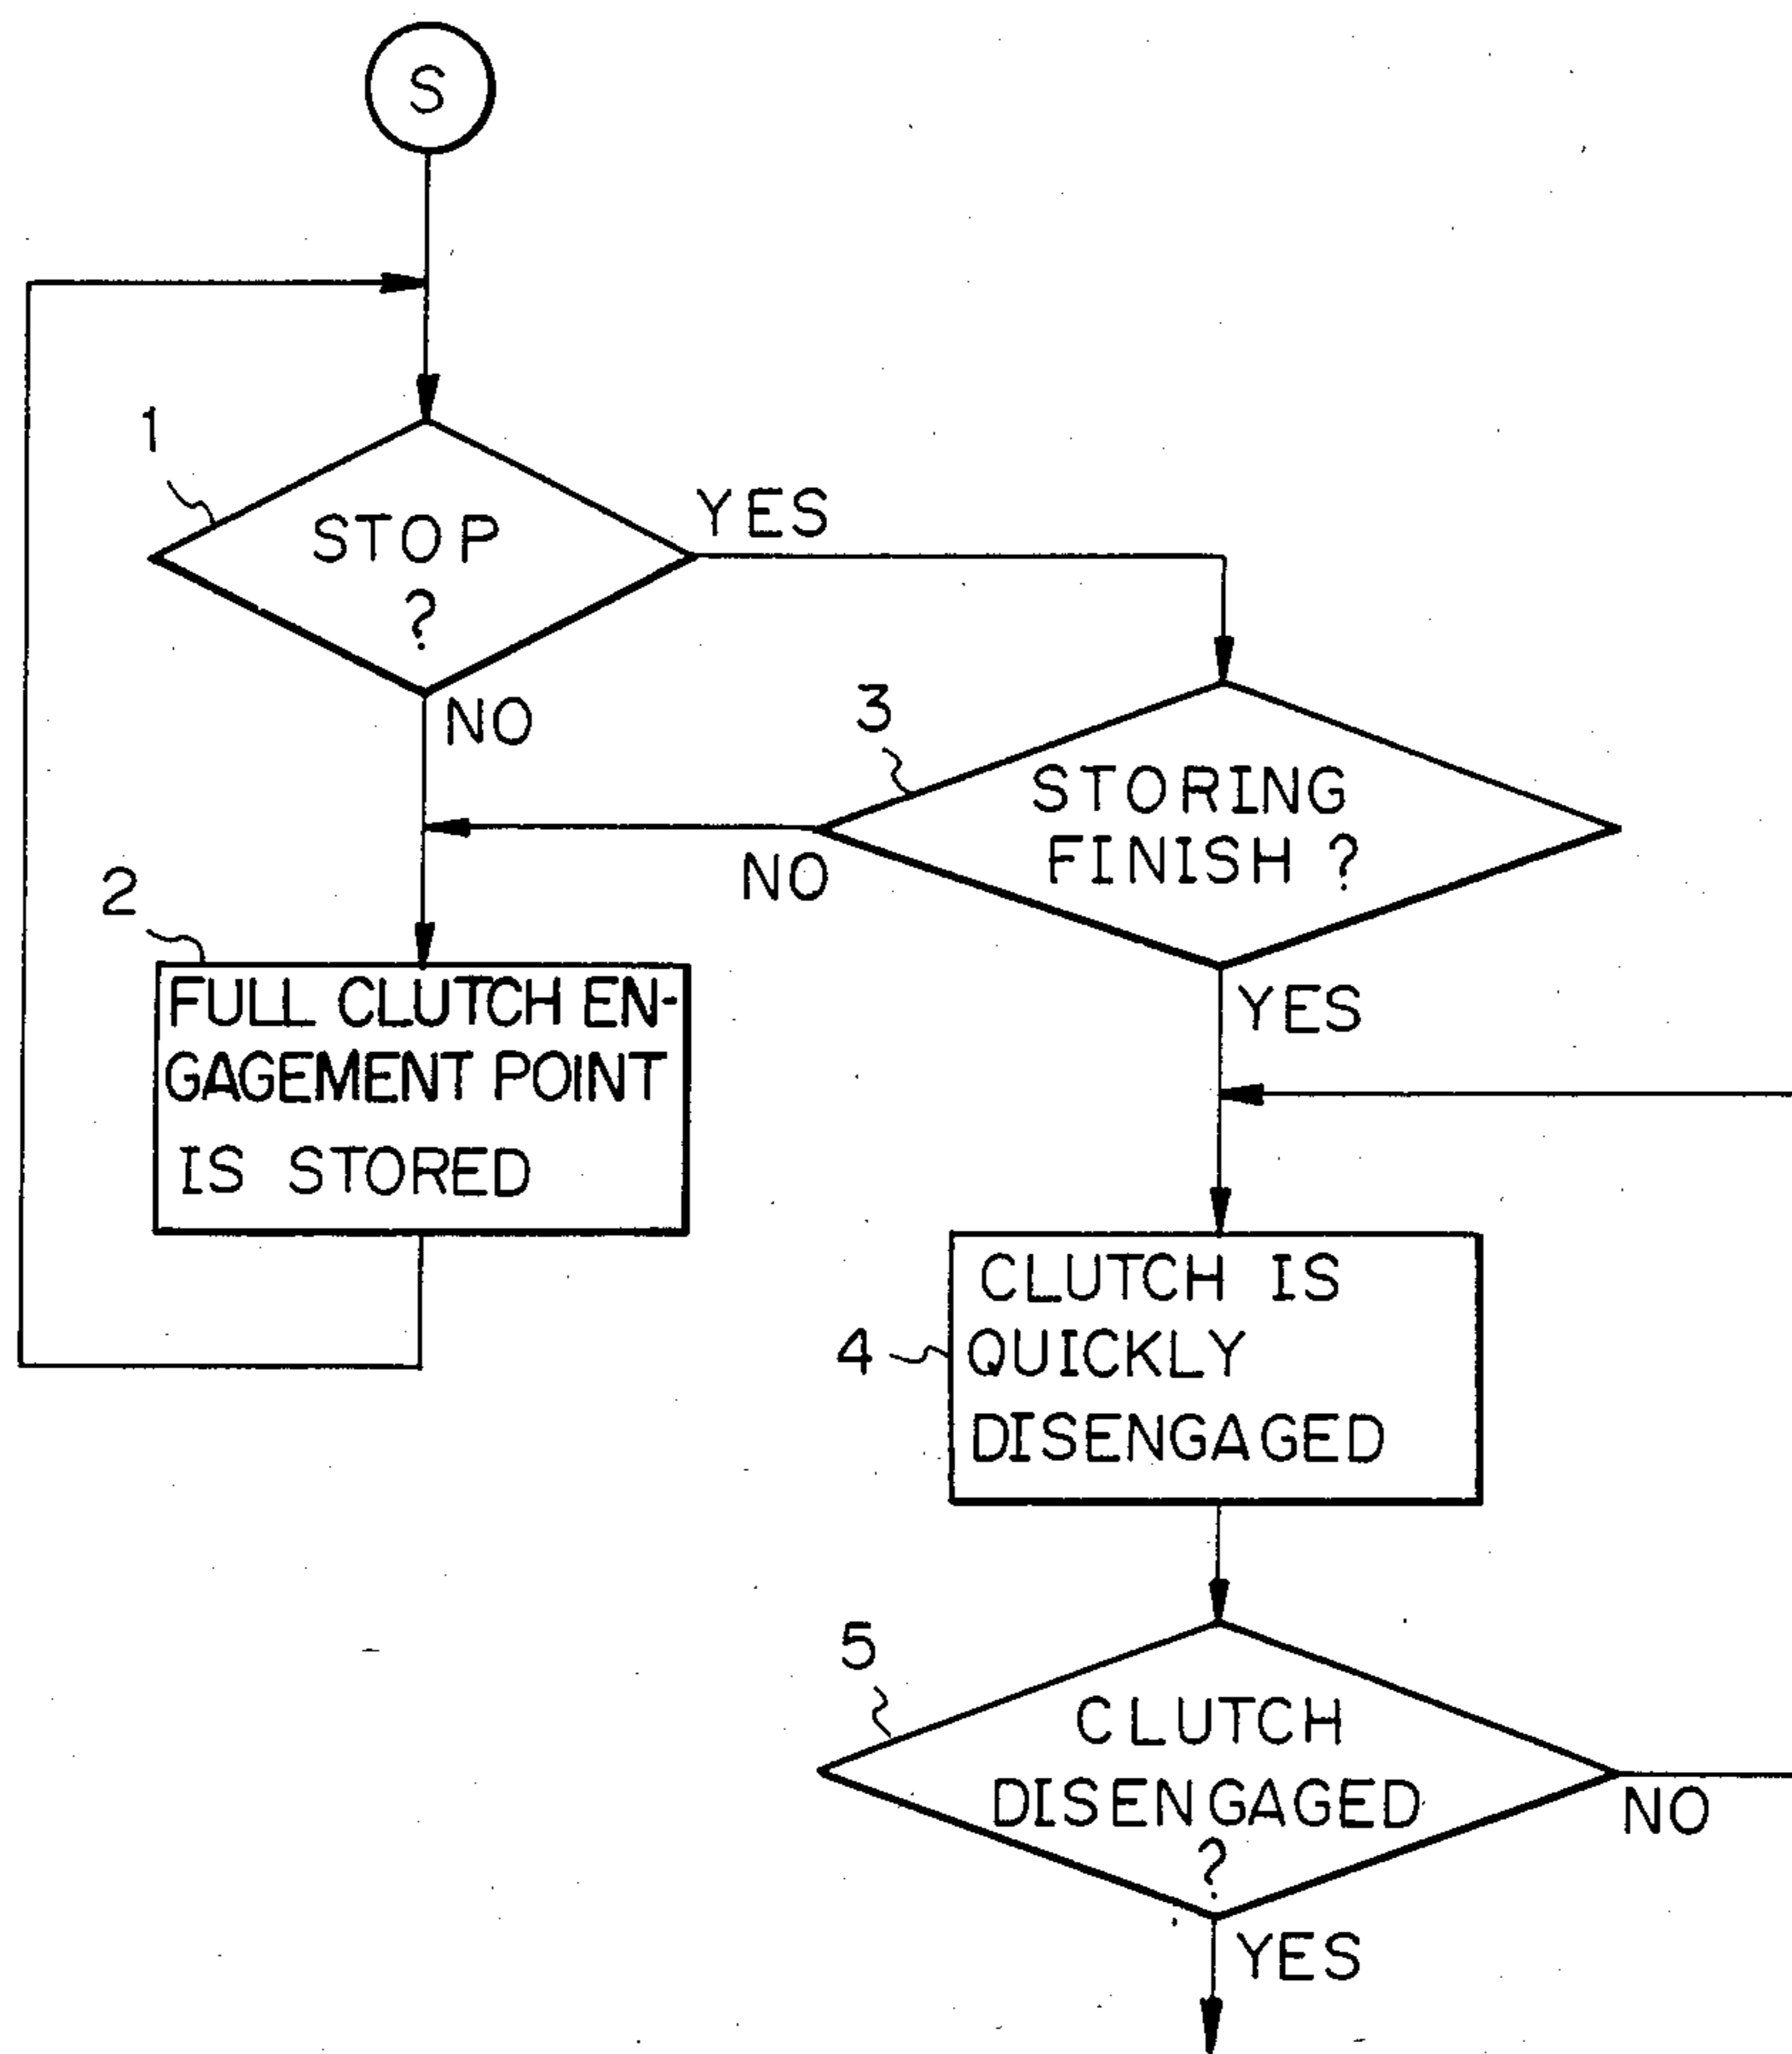 S
1
STOP
?
YES
NO
3
STORING
FINISH ?
NO
YES
2
FULL CLUTCH EN-
GAGEMENT POINT
IS STORED
4
CLUTCH IS
QUICKLY
DISENGAGED
5
CLUTCH
DISENGAGED
?
NO
YES